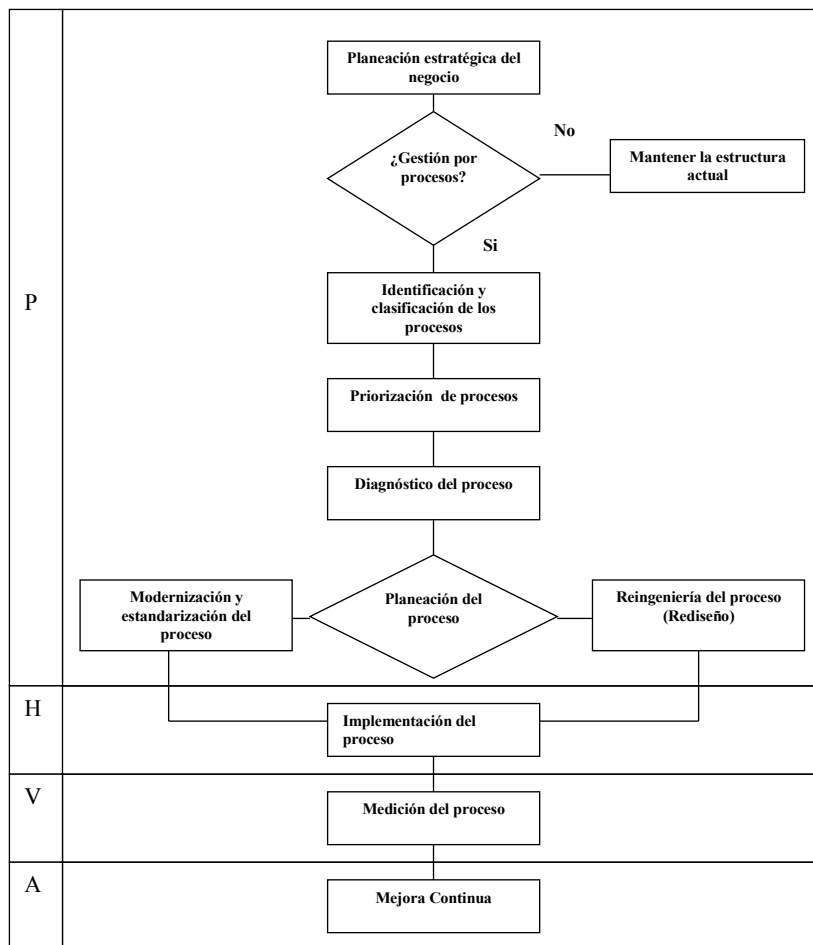 Planeación estratégica del
negocio
No
¿Gestión por
procesos?
Mantener la estructura
actual
Si
P
Identificación y
clasificación de los
procesos
Priorización de procesos
Diagnóstico del proceso
Modernización y
estandarización del
proceso
Planeación del
proceso
Reingeniería del proceso
(Rediseño)
H
Implementación del
proceso
V
Medición del proceso
A
Mejora Continua